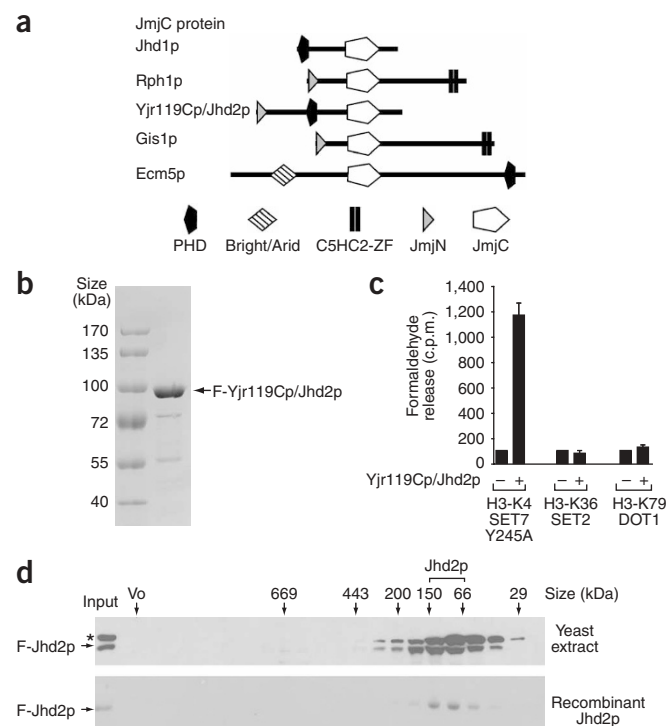 a
JmjC protein
Jhd1p
Rph1p
Yjr119Cp/Jhd2p
Gis1p
Ecm5p
PHD Bright/Arid C5HC2-ZF JmjN JmjC
b
Size
(kDa)
170
135
100
72
55
40
F-Yjr119Cp/Jhd2p
c
Formaldehyde
release (c.p.m.)
1,400
1,200
1,000
800
600
400
200
0
Yjr119Cp/Jhd2p − + − + − +
H3-K4 H3-K36 H3-K79
SET7 SET2 DOT1
Y245A
d
Jhd2p
Input Vo 669 443 200 150 66 29 Size (kDa)
*
F-Jhd2p
Yeast
extract
F-Jhd2p
Recombinant
Jhd2p